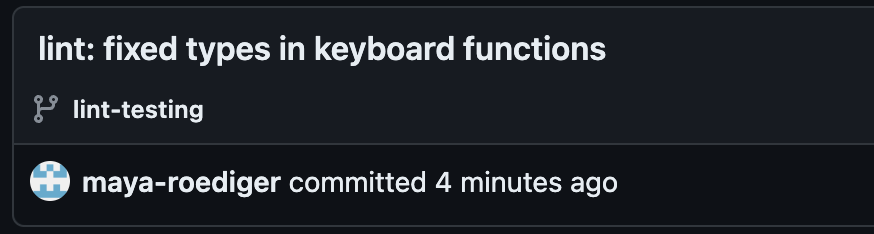 lint: fixed types in keyboard functions
lint-testing
maya-roediger committed 4 minutes ago